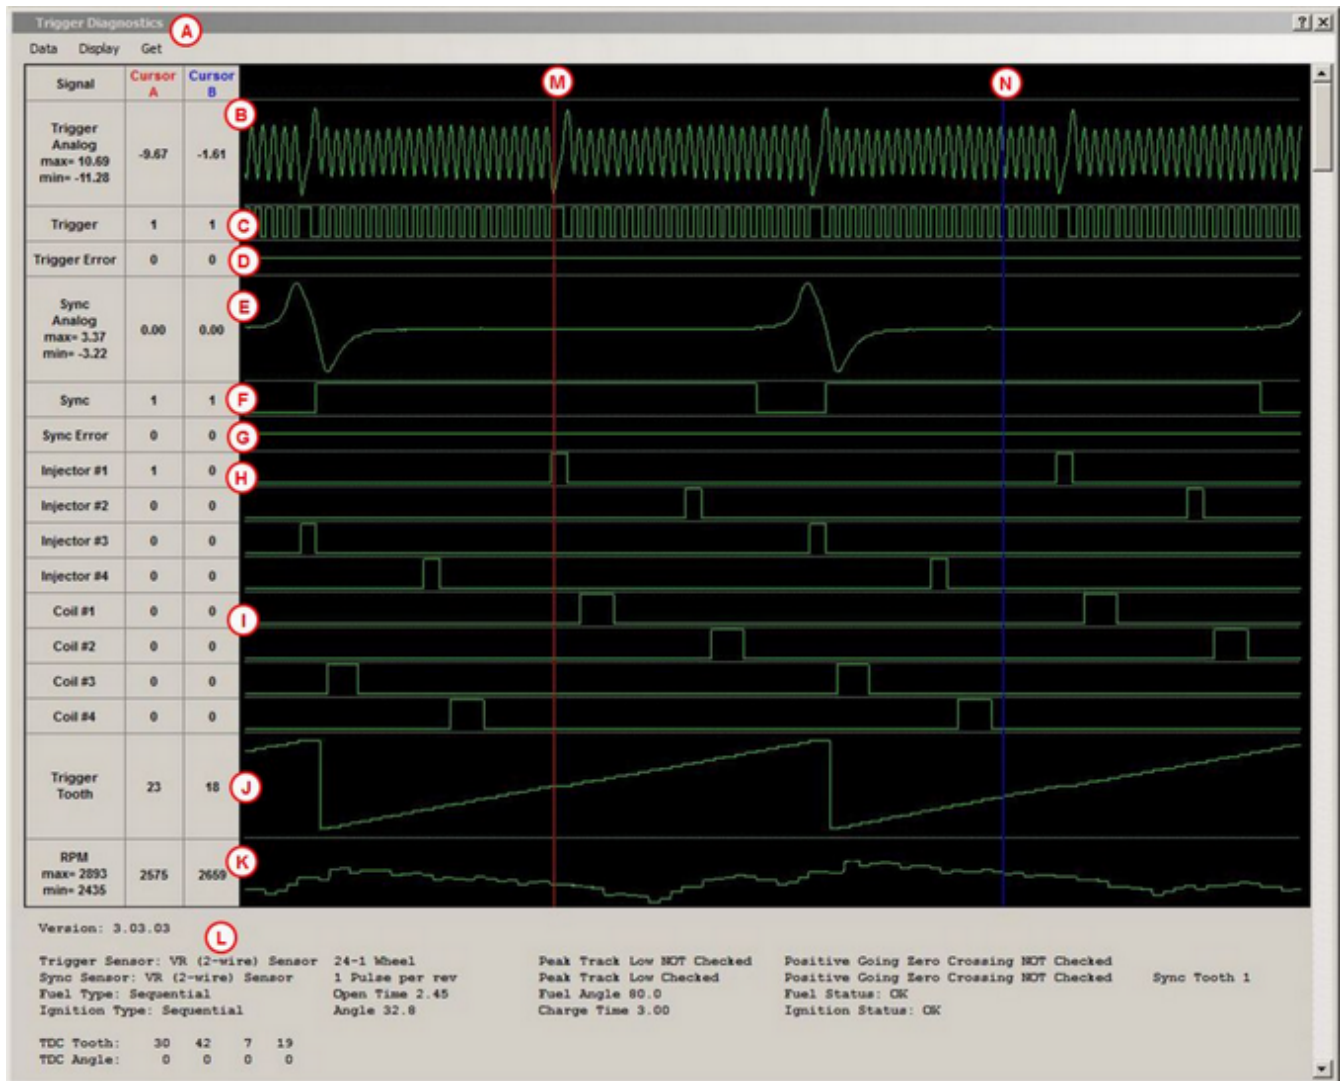 Trigger Diagnostics
A
Data Display Get
Signal Cursor A Cursor B
M
N
B
Trigger Analog max= 10.69 min= -11.28 -9.67 -1.61
Trigger 1 1
C
Trigger Error 0 0
D
Sync Analog max= 3.37 min= -3.22 0.00 0.00
E
Sync 1 1
F
Sync Error 0 0
G
Injector #1 1 0
H
Injector #2 0 0
Injector #3 0 0
Injector #4 0 0
Coil #1 0 0
I
Coil #2 0 0
Coil #3 0 0
Coil #4 0 0
Trigger Tooth 23 18
J
RPM max= 2893 min= 2435 2575 2659
K
Version: 3.03.03
L
Trigger Sensor: VR (2-wire) Sensor 24-1 Wheel Peak Track Low NOT Checked Positive Going Zero Crossing NOT Checked
Sync Sensor: VR (2-wire) Sensor 1 Pulse per rev Peak Track Low Checked Positive Going Zero Crossing NOT Checked Sync Tooth 1
Fuel Type: Sequential Open Time 2.45 Fuel Angle 80.0 Fuel Status: OK
Ignition Type: Sequential Angle 32.8 Charge Time 3.00 Ignition Status: OK
TDC Tooth: 30 42 7 19
TDC Angle: 0 0 0 0